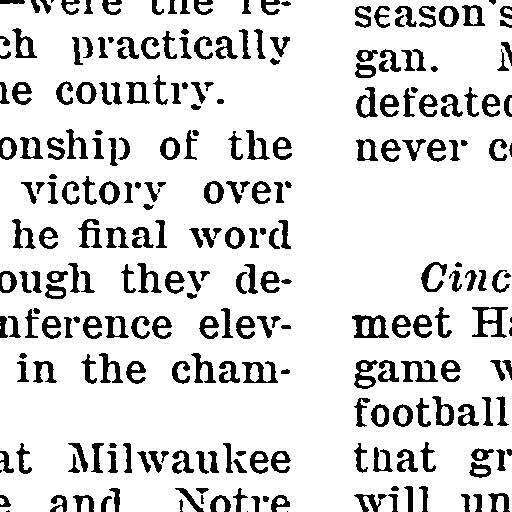 —were the re-
ch practically
he country.
onship of the
victory over
he final word
ough they de-
nference elev-
in the cham-
at Milwaukee
e and Notre
season's
gan. M
defeated
never co
Cinc
meet Ha
game w
football
tnat gr
will un